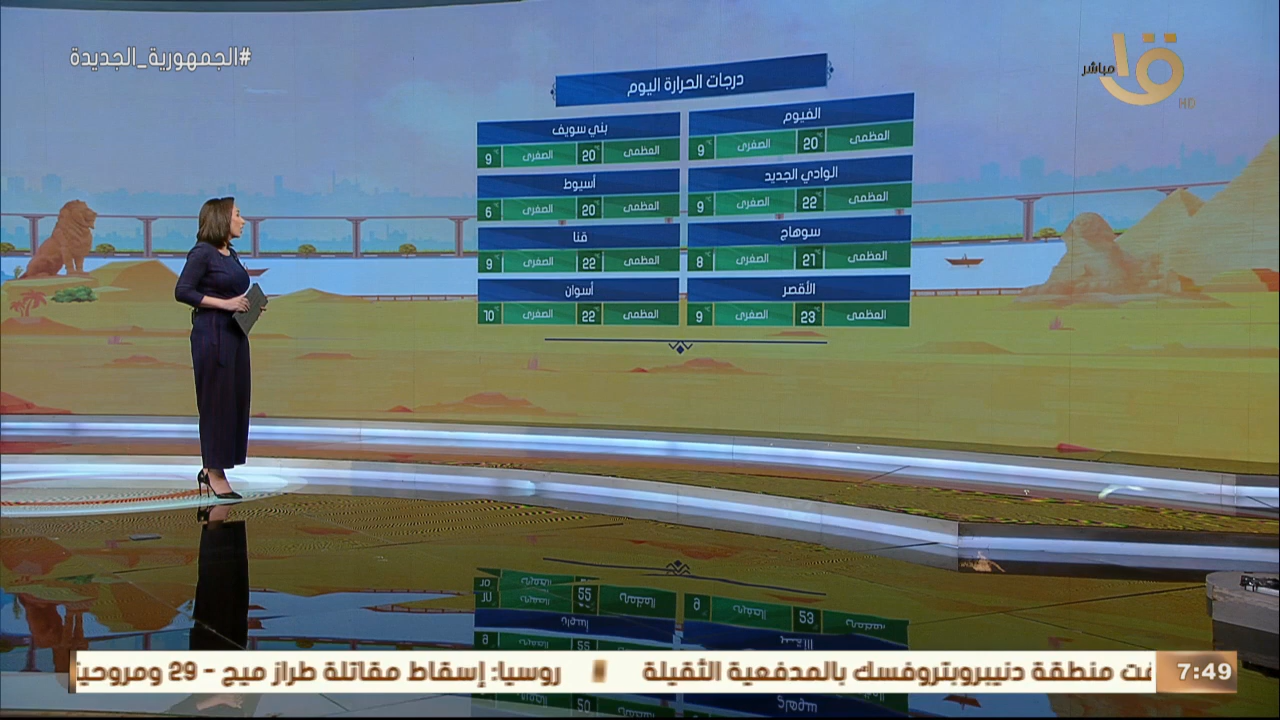 #الجمهورية_الجديدة
مباشر
HD
درجات الحرارة اليوم
الفيوم
العظمى 20 الصغرى 9
بني سويف
العظمى 20 الصغرى 9
الوادي الجديد
العظمى 22 الصغرى 9
أسيوط
العظمى 20 الصغرى 6
سوهاج
العظمى 21 الصغرى 8
قنا
العظمى 22 الصغرى 9
الأقصر
العظمى 23 الصغرى 9
أسوان
العظمى 22 الصغرى 10
منطقة دنيبروبتروفسك بالمدفعية الثقيلة روسيا: إسقاط مقاتلة طراز ميج - 29
7:49